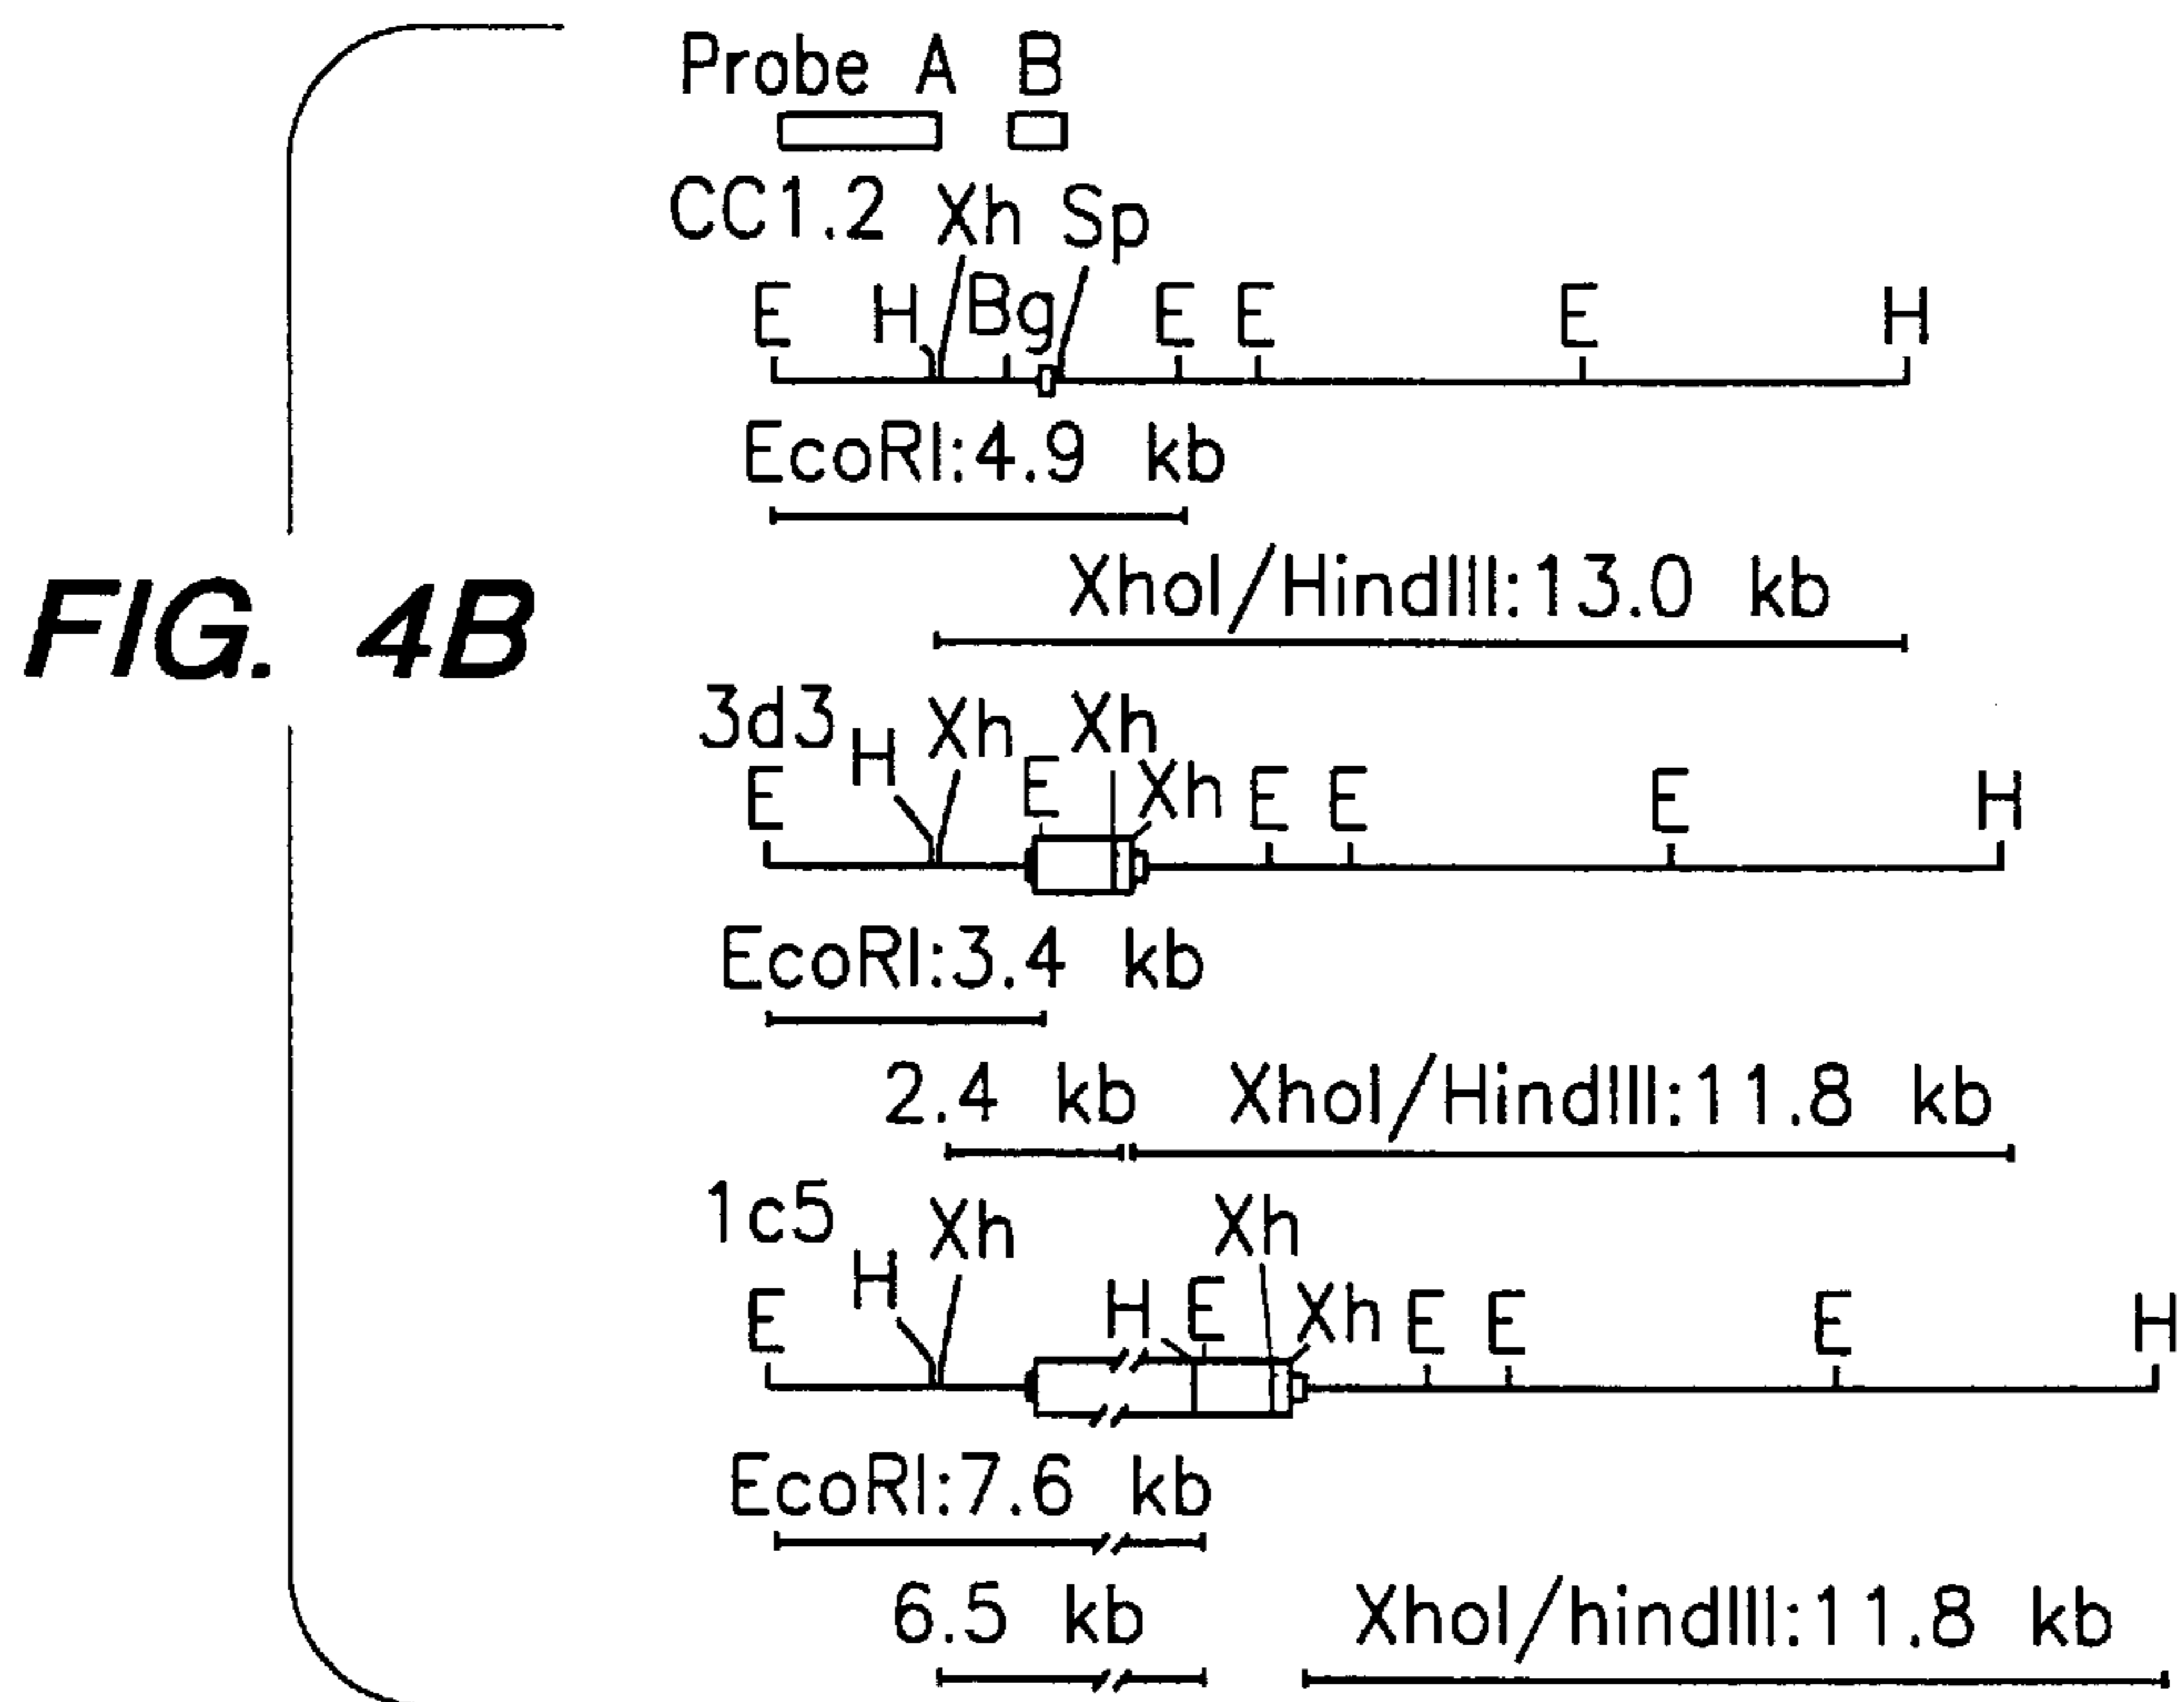 Probe A B
CC1.2 Xh Sp
E H Bg E E E H
EcoRI:4.9 kb
XhoI/HindIII:13.0 kb
FIG. 4B
3d3 H Xh E Xh Xh
E E E E H
EcoRI:3.4 kb
2.4 kb XhoI/HindIII:11.8 kb
1c5 H Xh Xh
E H E Xh E E E H
EcoRI:7.6 kb
6.5 kb XhoI/hindIII:11.8 kb